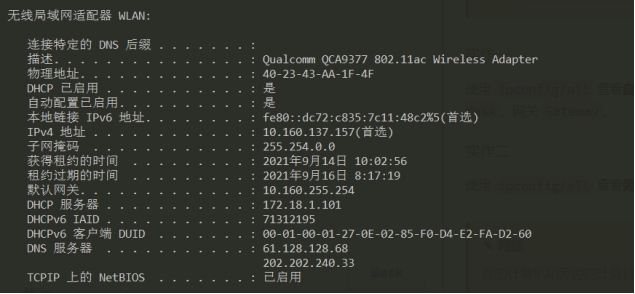 无线局域网适配器 WLAN:
连接特定的 DNS 后缀 . . . . . . . :
描述. . . . . . . . . . . . . . . : Qualcomm QCA9377 802.11ac Wireless Adapter
物理地址. . . . . . . . . . . . . : 40-23-43-AA-1F-4F
DHCP 已启用 . . . . . . . . . . . : 是
自动配置已启用. . . . . . . . . . : 是
本地链接 IPv6 地址. . . . . . . . : fe80::dc72:c835:7c11:48c2%5(首选)
IPv4 地址 . . . . . . . . . . . . : 10.160.137.157(首选)
子网掩码 . . . . . . . . . . . . : 255.254.0.0
获得租约的时间 . . . . . . . . . : 2021年9月14日 10:02:56
租约过期的时间 . . . . . . . . . : 2021年9月16日 8:17:19
默认网关. . . . . . . . . . . . . : 10.160.255.254
DHCP 服务器 . . . . . . . . . . . : 172.18.1.101
DHCPv6 IAID . . . . . . . . . . . : 71312195
DHCPv6 客户端 DUID . . . . . . . : 00-01-00-01-27-0E-02-85-F0-D4-E2-FA-D2-60
DNS 服务器 . . . . . . . . . . . : 61.128.128.68
202.202.240.33
TCPIP 上的 NetBIOS . . . . . . . : 已启用